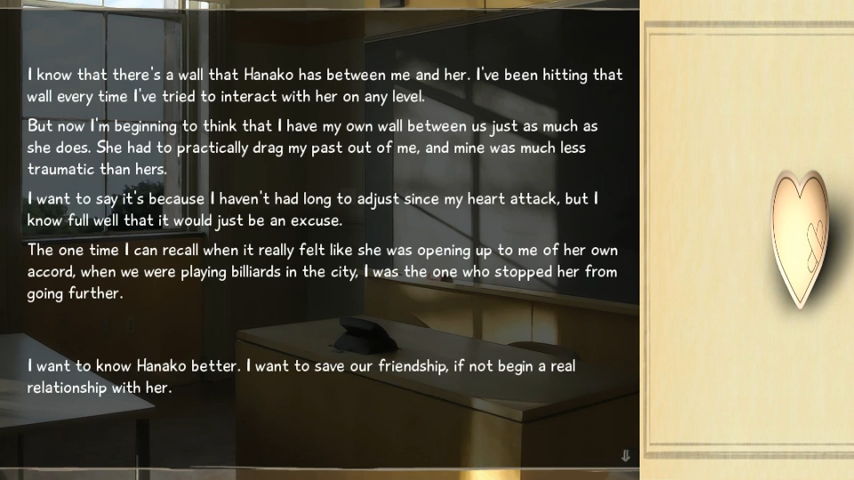 I know that there's a wall that Hanako has between me and her. I've been hitting that
wall every time I've tried to interact with her on any level.
But now I'm beginning to think that I have my own wall between us just as much as
she does. She had to practically drag my past out of me, and mine was much less
traumatic than hers.
I want to say it's because I haven't had long to adjust since my heart attack, but I
know full well that it would just be an excuse.
The one time I can recall when it really felt like she was opening up to me of her own
accord, when we were playing billiards in the city, I was the one who stopped her from
going further.
I want to know Hanako better. I want to save our friendship, if not begin a real
relationship with her.